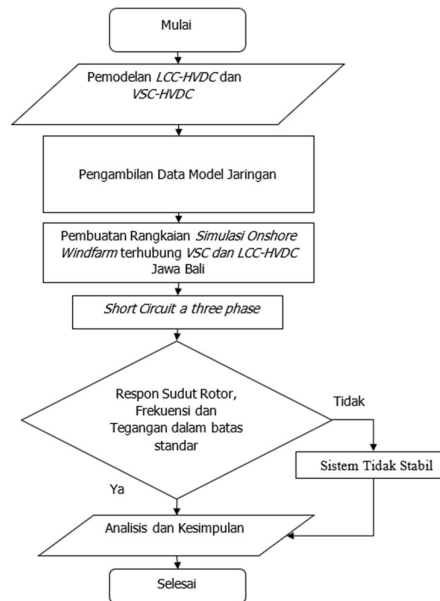 Mulai
Pemodelan LCC-HVDC dan
VSC-HVDC
Pengambilan Data Model Jaringan
Pembuatan Rangkaian Simulasi Onshore
Windfarm terhubung VSC dan LCC-HVDC
Jawa Bali
Short Circuit a three phase
Respon Sudut Rotor,
Frekuensi dan
Tegangan dalam batas
standar
Tidak
Sistem Tidak Stabil
Ya
Analisis dan Kesimpulan
Selesai